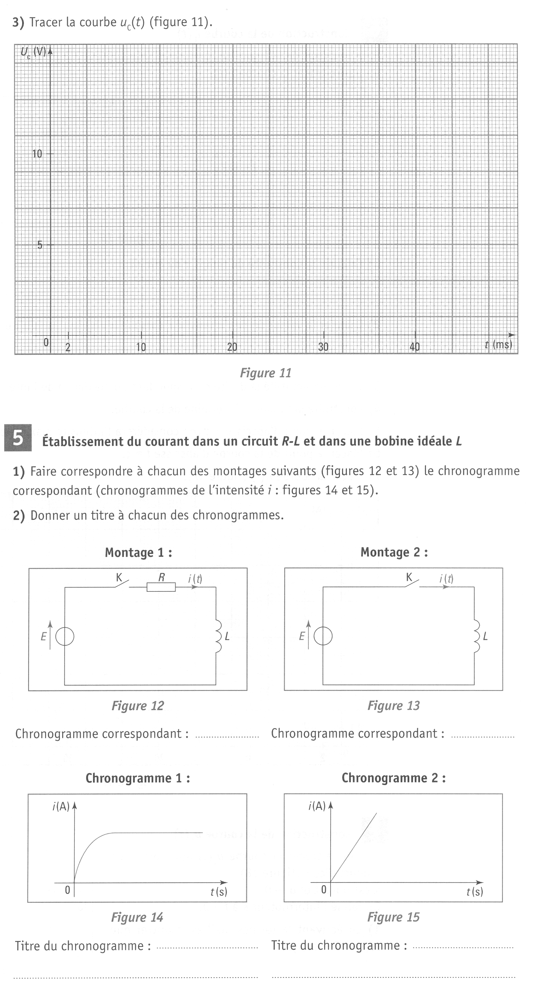 3) Tracer la courbe uc(t) (figure 11).
Uc (V)
10
5
0 2 10 20 30 40 t (ms)
Figure 11
5 Établissement du courant dans un circuit R-L et dans une bobine idéale L
1) Faire correspondre à chacun des montages suivants (figures 12 et 13) le chronogramme
correspondant (chronogrammes de l'intensité i : figures 14 et 15).
2) Donner un titre à chacun des chronogrammes.
Montage 1 :
K R i(t)
E L
Figure 12
Chronogramme correspondant : ........................
Montage 2 :
K i(t)
E L
Figure 13
Chronogramme correspondant : ........................
Chronogramme 1 :
i(A)
0 t(s)
Figure 14
Titre du chronogramme : ......................................
Chronogramme 2 :
i(A)
0 t(s)
Figure 15
Titre du chronogramme : ......................................